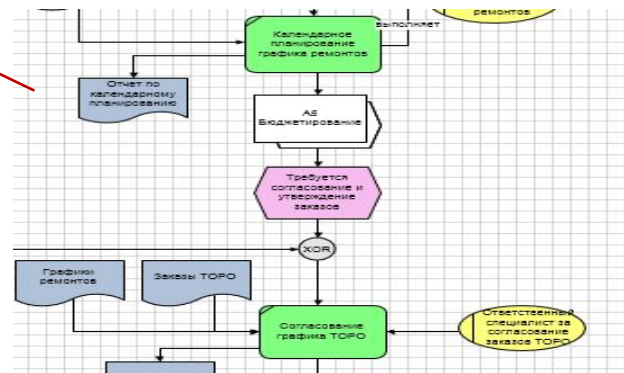 ремонтов
выполняет
Календарное
планирование
графика ремонтов
Отчет по
календарному
планированию
A5
Бюджетирование
Требуется
согласование и
утверждение
заказов
XOR
Графики
ремонтов
Заказы ТОРО
Ответственный
специалист за
согласование
заказов ТОРО
Согласование
графика ТОРО